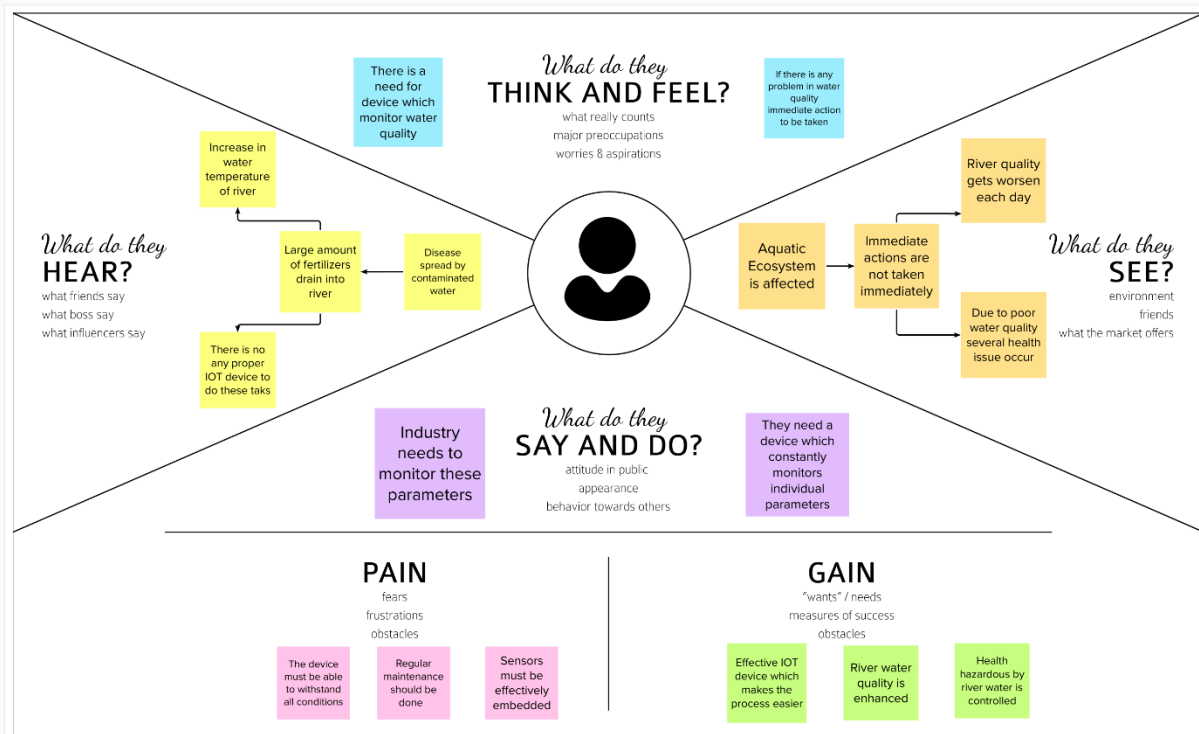 What do they
THINK AND FEEL?
what really counts
major preoccupations
worries & aspirations
There is a
need for
device which
monitor water
quality
If there is any
problem in water
quality
immediate action
to be taken
What do they
HEAR?
what friends say
what boss say
what influencers say
Increase in
water
temperature
of river
Large amount
of fertilizers
drain into
river
Disease
spread by
contaminated
water
There is no
any proper
IOT device to
do these taks
Aquatic
Ecosystem
is affected
Immediate
actions are
not taken
immediately
River quality
gets worsen
each day
Due to poor
water quality
several health
issue occur
What do they
SEE?
environment
friends
what the market offers
What do they
SAY AND DO?
attitude in public
appearance
behavior towards others
Industry
needs to
monitor these
parameters
They need a
device which
constantly
monitors
individual
parameters
PAIN
fears
frustrations
obstacles
The device
must be able
to withstand
all conditions
Regular
maintenance
should be
done
Sensors
must be
effectively
embedded
GAIN
"wants" / needs
measures of success
obstacles
Effective IOT
device which
makes the
process easier
River water
quality is
enhanced
Health
hazardous by
river water is
controlled